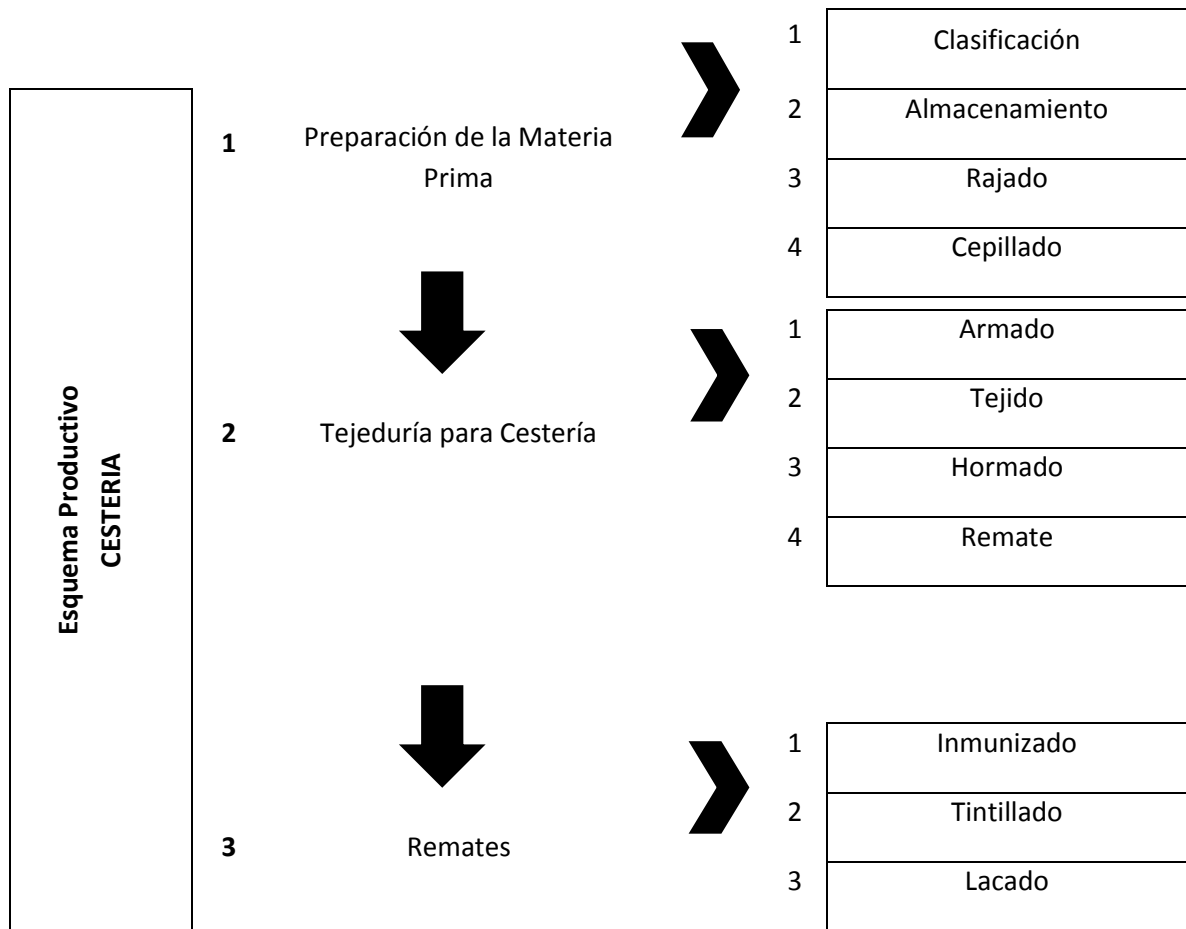 Esquema Productivo
CESTERIA
1 Preparación de la Materia
Prima
1 Clasificación
2 Almacenamiento
3 Rajado
4 Cepillado
2 Tejeduría para Cestería
1 Armado
2 Tejido
3 Hormado
4 Remate
3 Remates
1 Inmunizado
2 Tintillado
3 Lacado